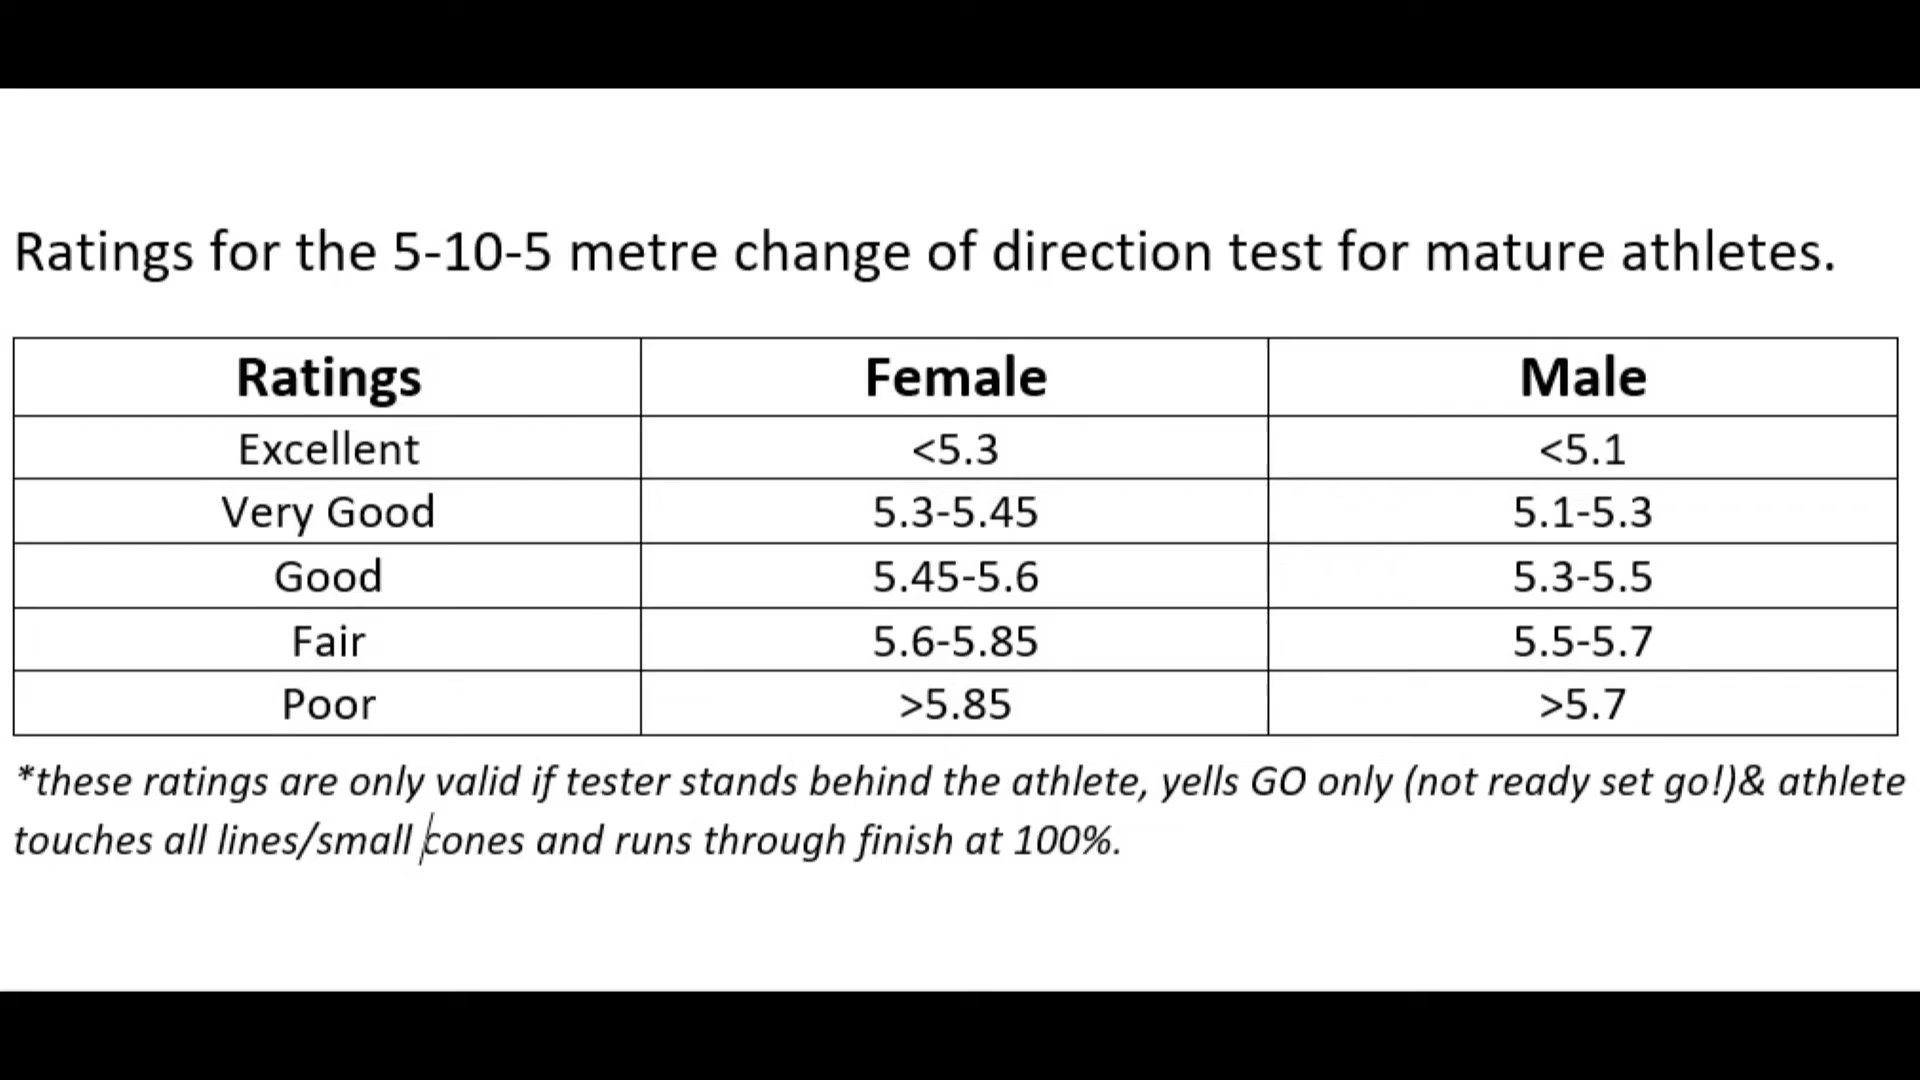 Ratings for the 5-10-5 metre change of direction test for mature athletes.
Ratings Female Male
Excellent <5.3 <5.1
Very Good 5.3-5.45 5.1-5.3
Good 5.45-5.6 5.3-5.5
Fair 5.6-5.85 5.5-5.7
Poor >5.85 >5.7
*these ratings are only valid if tester stands behind the athlete, yells GO only (not ready set go!)& athlete
touches all lines/small cones and runs through finish at 100%.